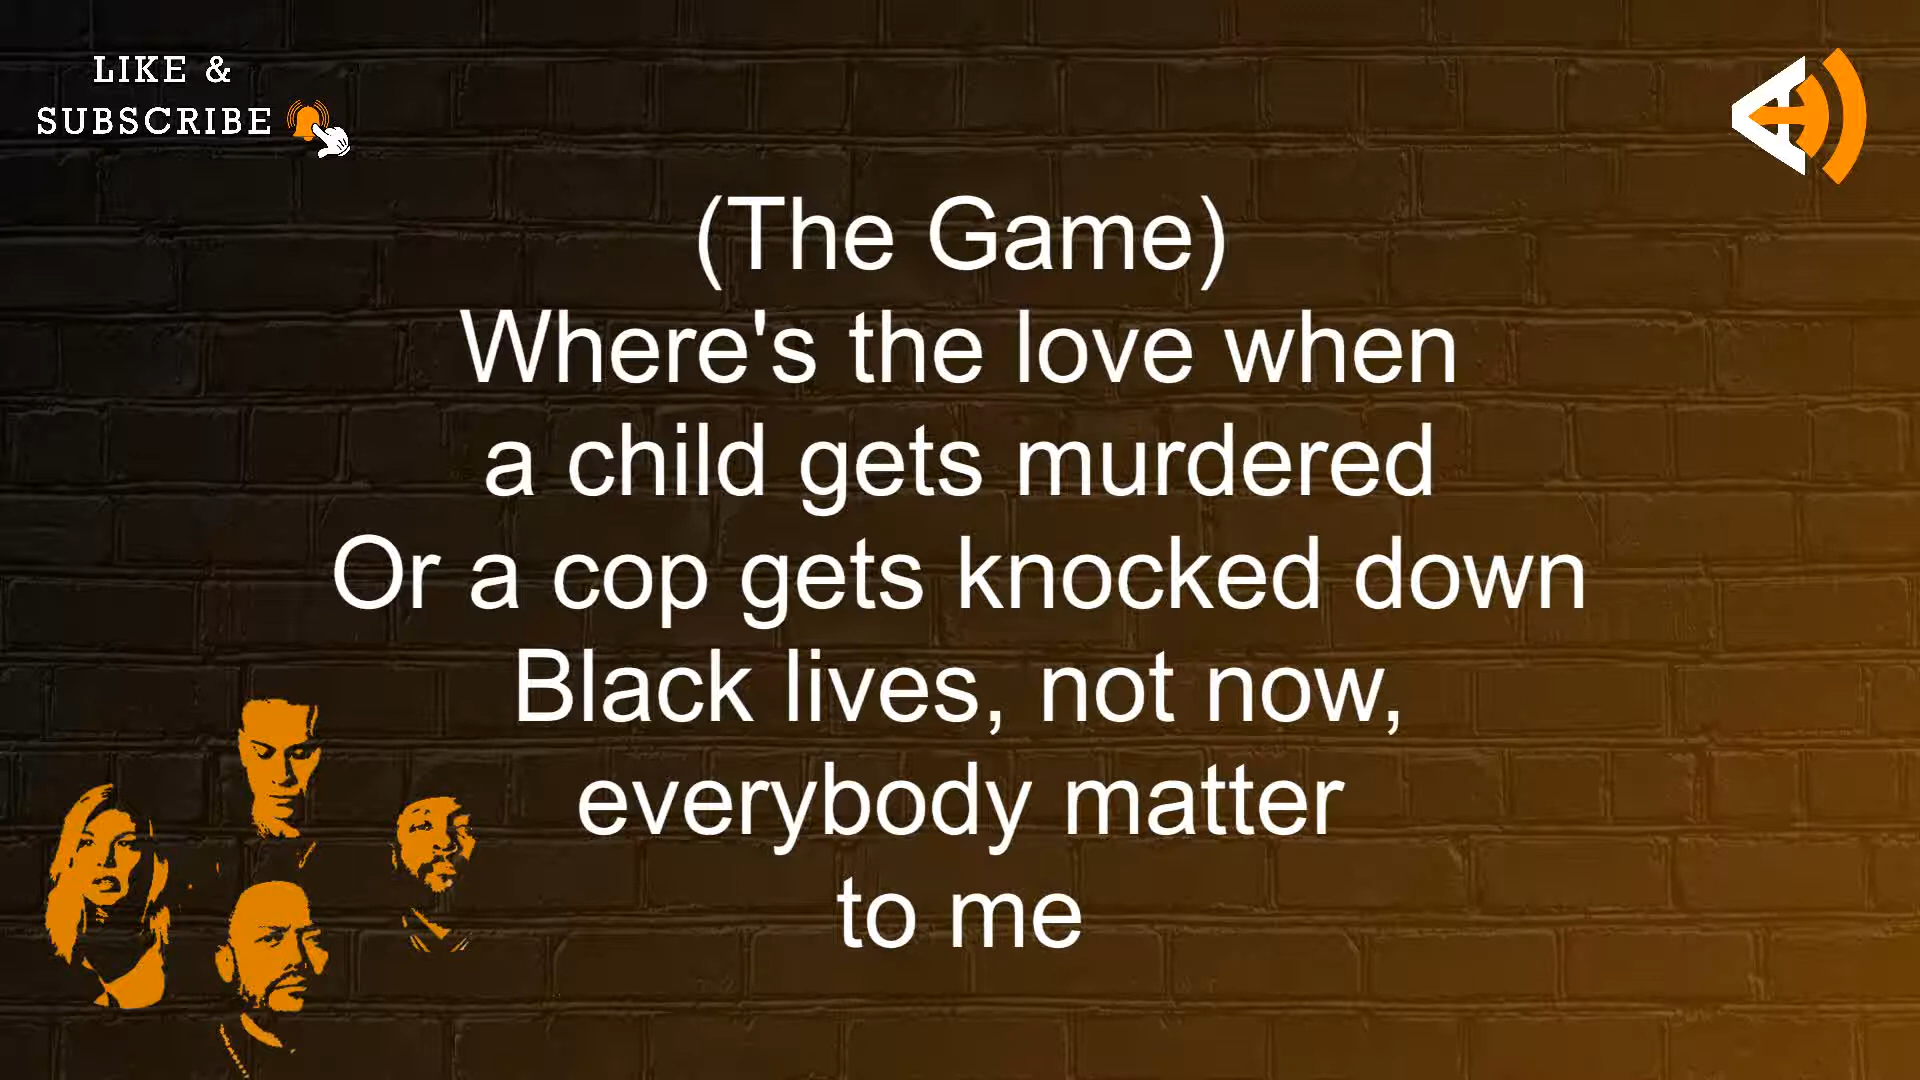 LIKE &
SUBSCRIBE
(The Game)
Where's the love when
a child gets murdered
Or a cop gets knocked down
Black lives, not now,
everybody matter
to me